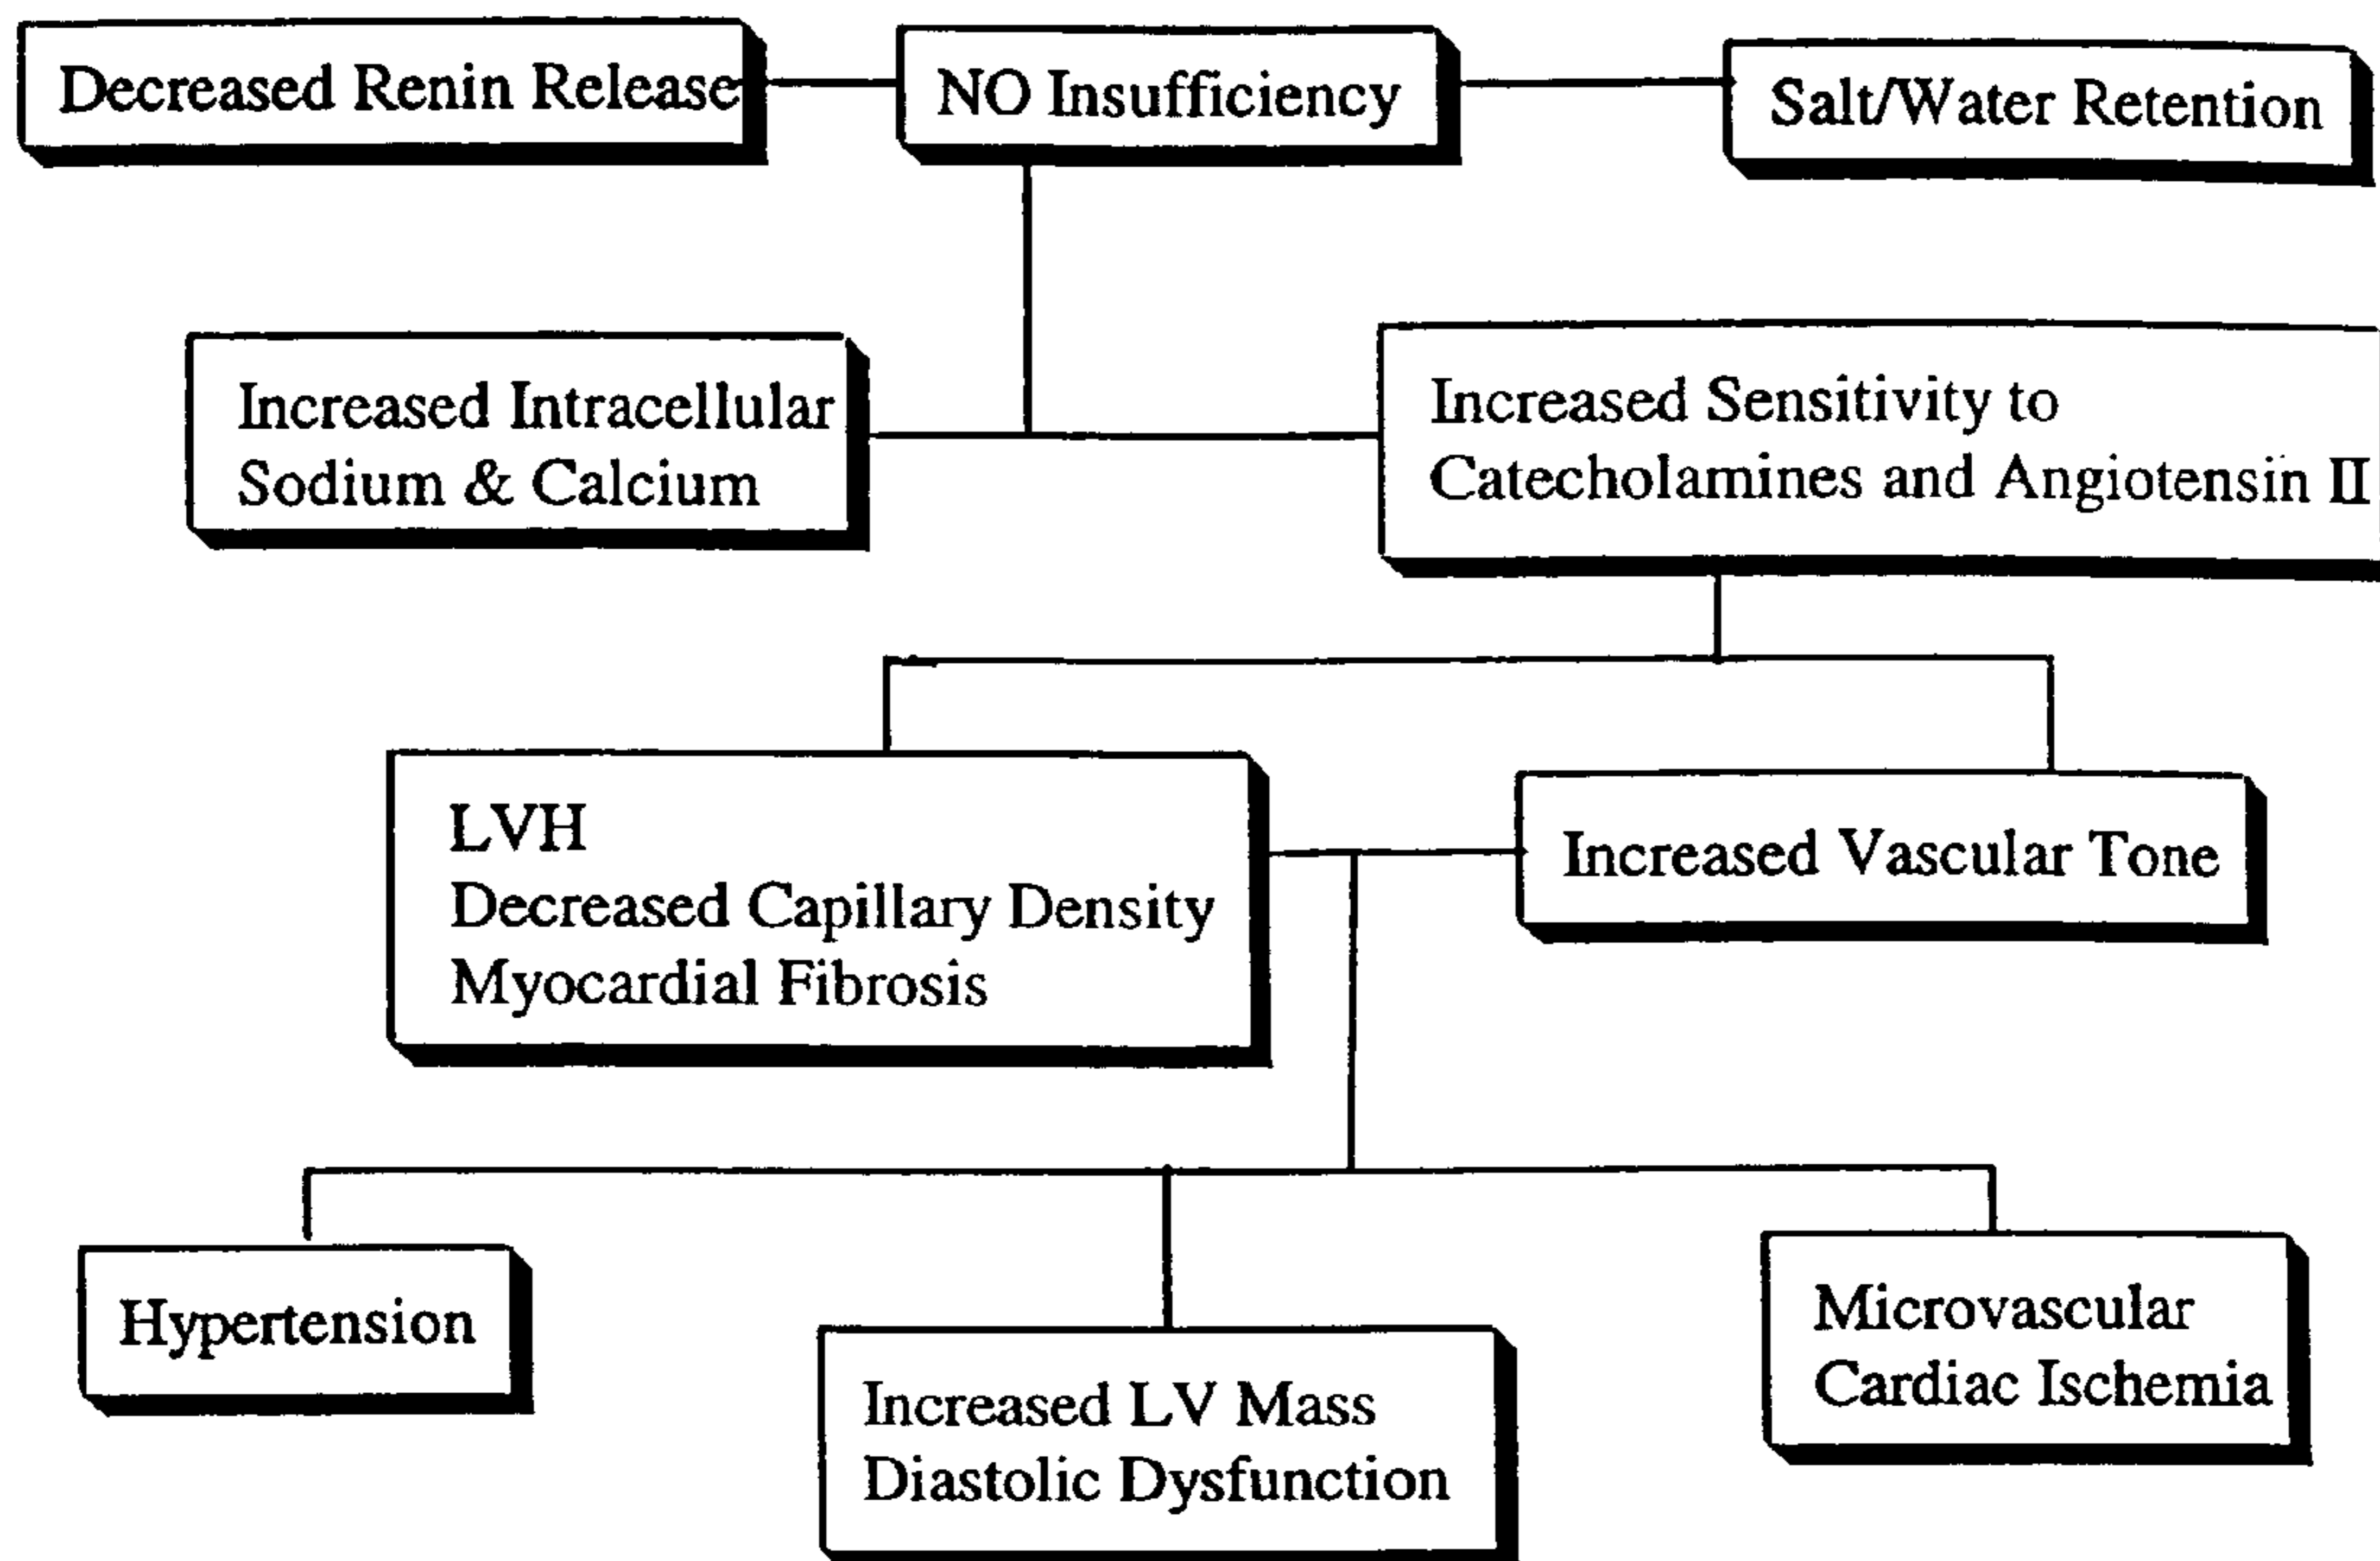 Decreased Renin Release
NO Insufficiency
Salt/Water Retention
Increased Intracellular
Sodium & Calcium
Increased Sensitivity to
Catecholamines and Angiotensin II
LVH
Decreased Capillary Density
Myocardial Fibrosis
Increased Vascular Tone
Hypertension
Increased LV Mass
Diastolic Dysfunction
Microvascular
Cardiac Ischemia